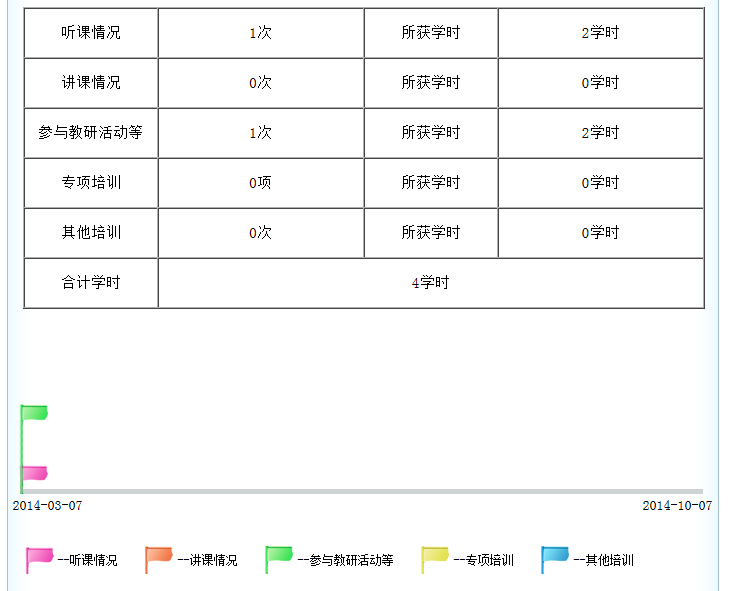 听课情况 1次 所获学时 2学时
讲课情况 0次 所获学时 0学时
参与教研活动等 1次 所获学时 2学时
专项培训 0项 所获学时 0学时
其他培训 0次 所获学时 0学时
合计学时 4学时
2014-03-07 2014-10-07
--听课情况 --讲课情况 --参与教研活动等 --专项培训 --其他培训